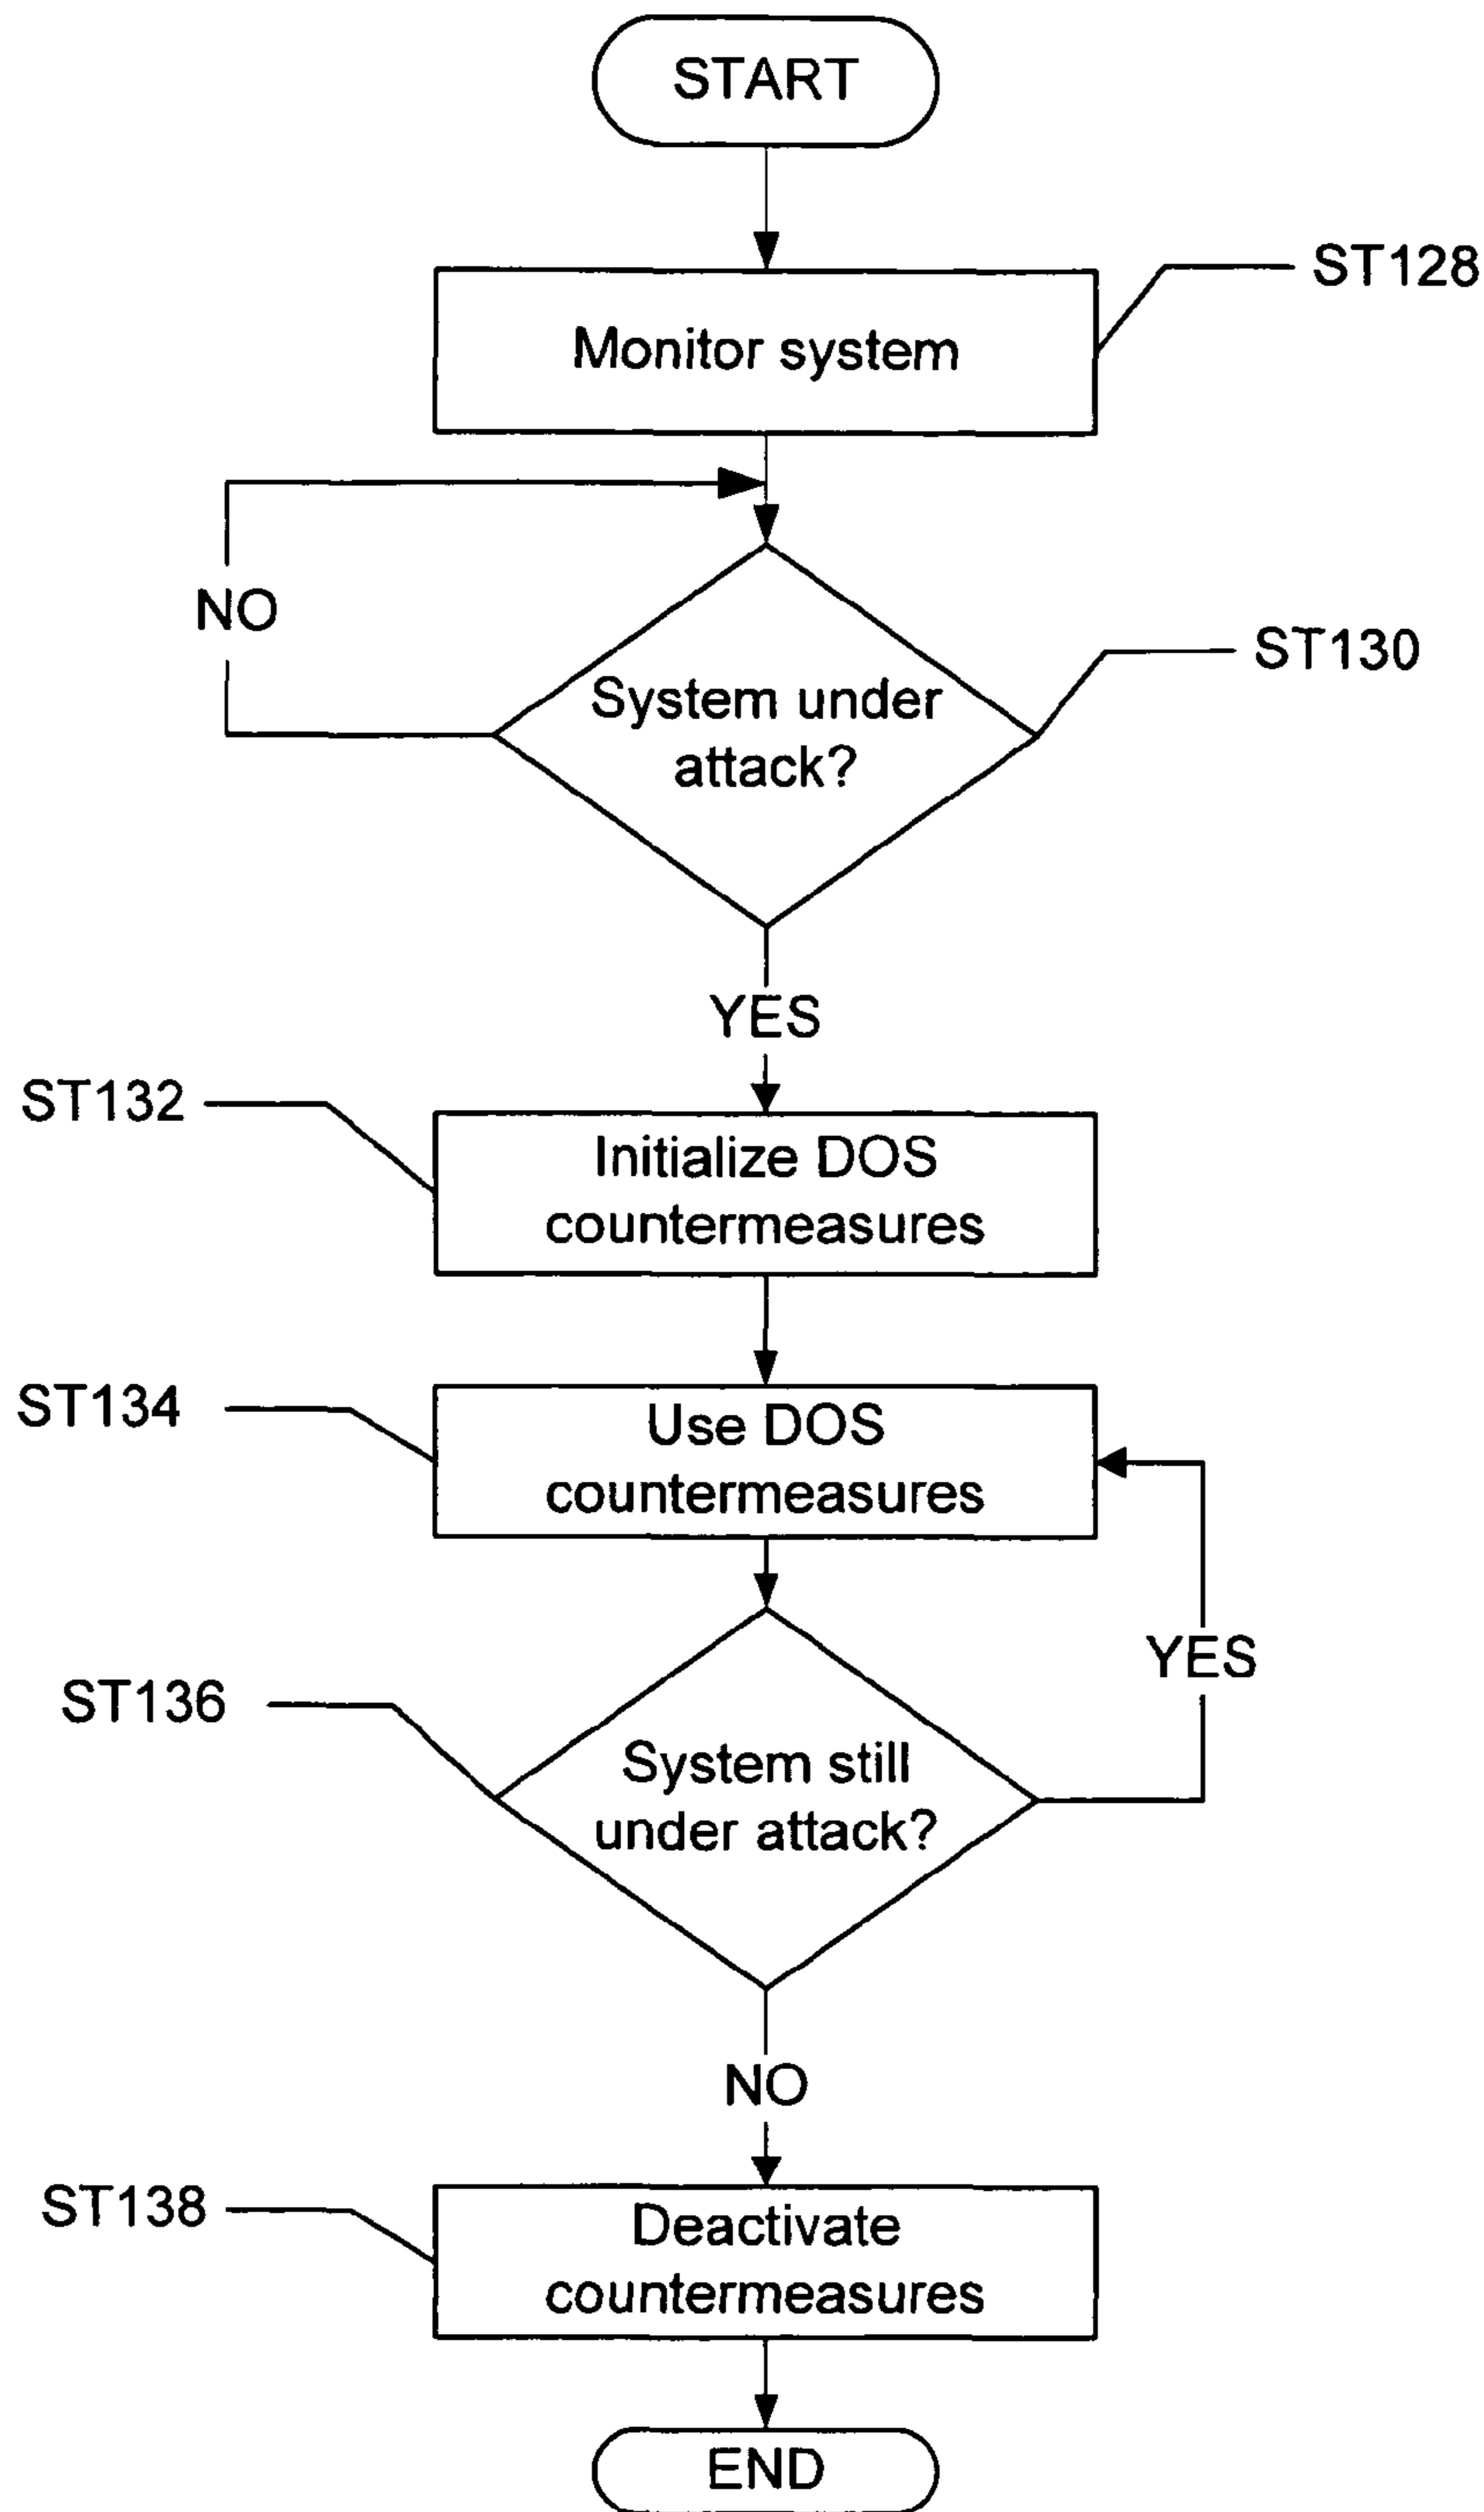 START
ST128
Monitor system
NO
ST130
System under
attack?
YES
ST132
Initialize DOS
countermeasures
ST134
Use DOS
countermeasures
YES
ST136
System still
under attack?
NO
ST138
Deactivate
countermeasures
END